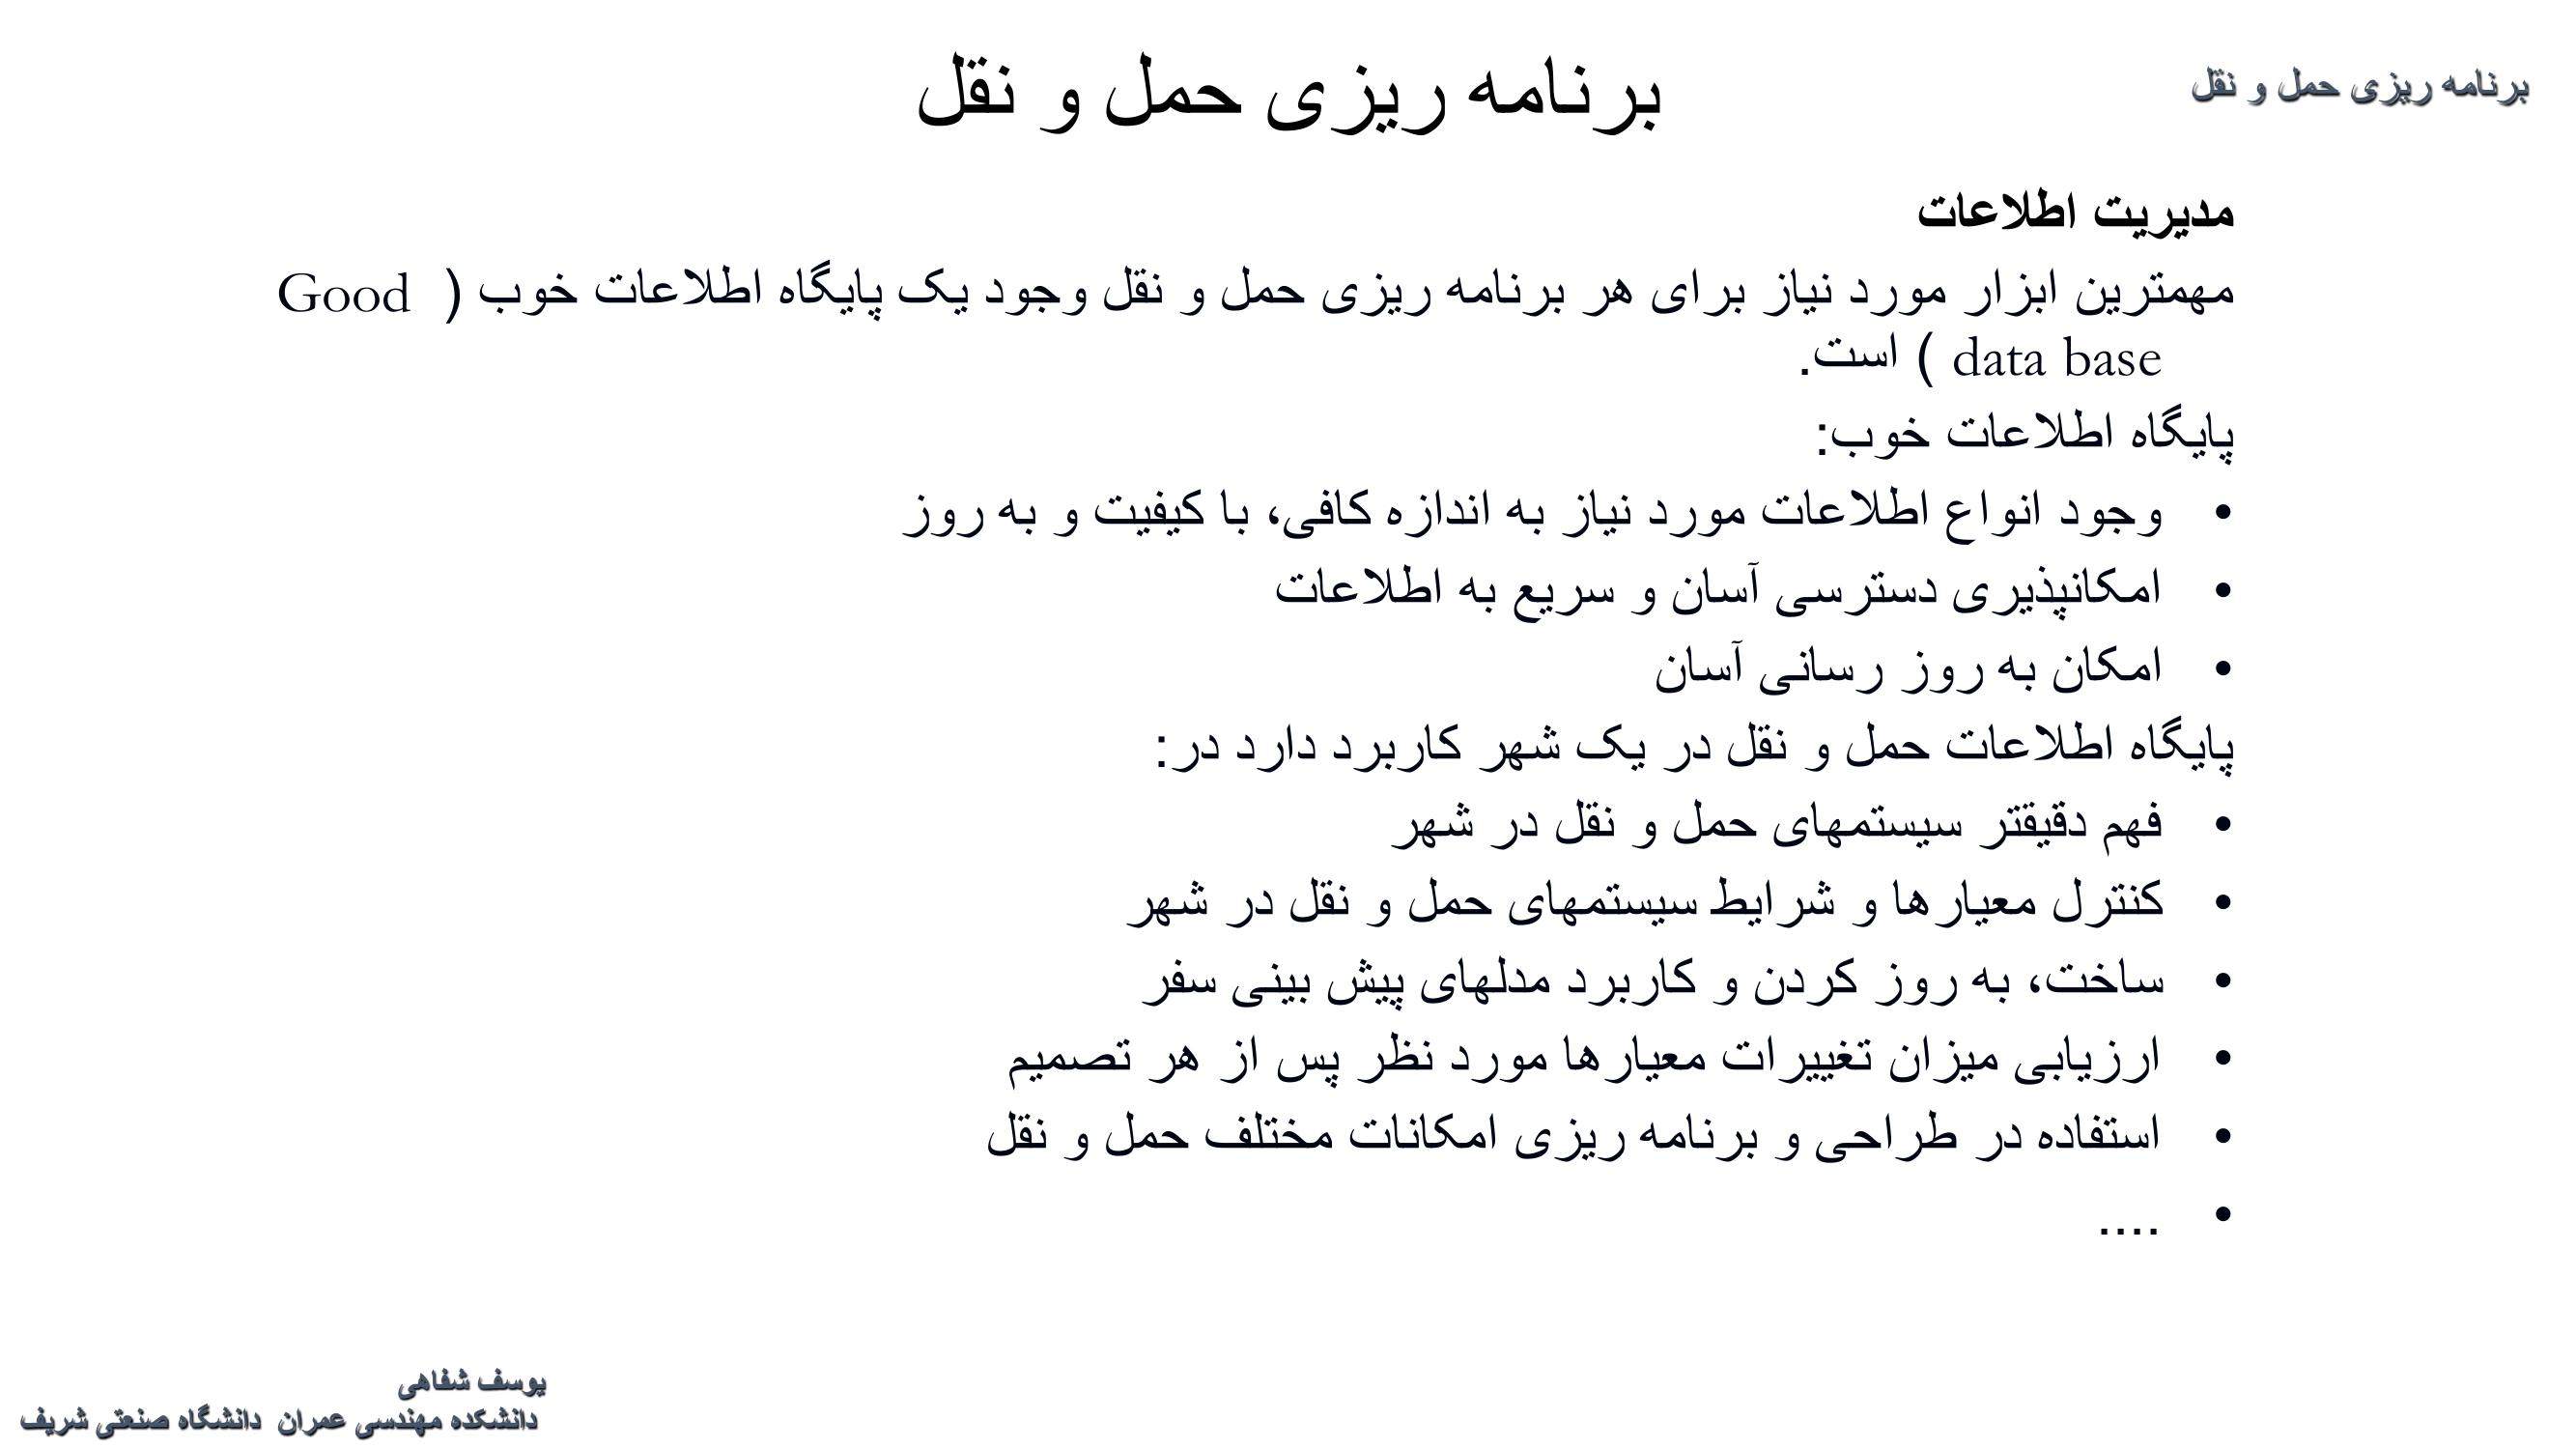 برنامه ریزی حمل و نقل
برنامه ریزی حمل و نقل
مدیریت اطلاعات
مهمترین ابزار مورد نیاز برای هر برنامه ریزی حمل و نقل وجود یک پایگاه اطلاعات خوب ( Good
data base ) است.
پایگاه اطلاعات خوب:
• وجود انواع اطلاعات مورد نیاز به اندازه کافی، با کیفیت و به روز
• امکانپذیری دسترسی آسان و سریع به اطلاعات
• امکان به روز رسانی آسان
پایگاه اطلاعات حمل و نقل در یک شهر کاربرد دارد در:
• فهم دقیقتر سیستمهای حمل و نقل در شهر
• کنترل معیارها و شرایط سیستمهای حمل و نقل در شهر
• ساخت، به روز کردن و کاربرد مدلهای پیش بینی سفر
• ارزیابی میزان تغییرات معیارها مورد نظر پس از هر تصمیم
• استفاده در طراحی و برنامه ریزی امکانات مختلف حمل و نقل
• ....
یوسف شفاهی
دانشکده مهندسی عمران دانشگاه صنعتی شریف